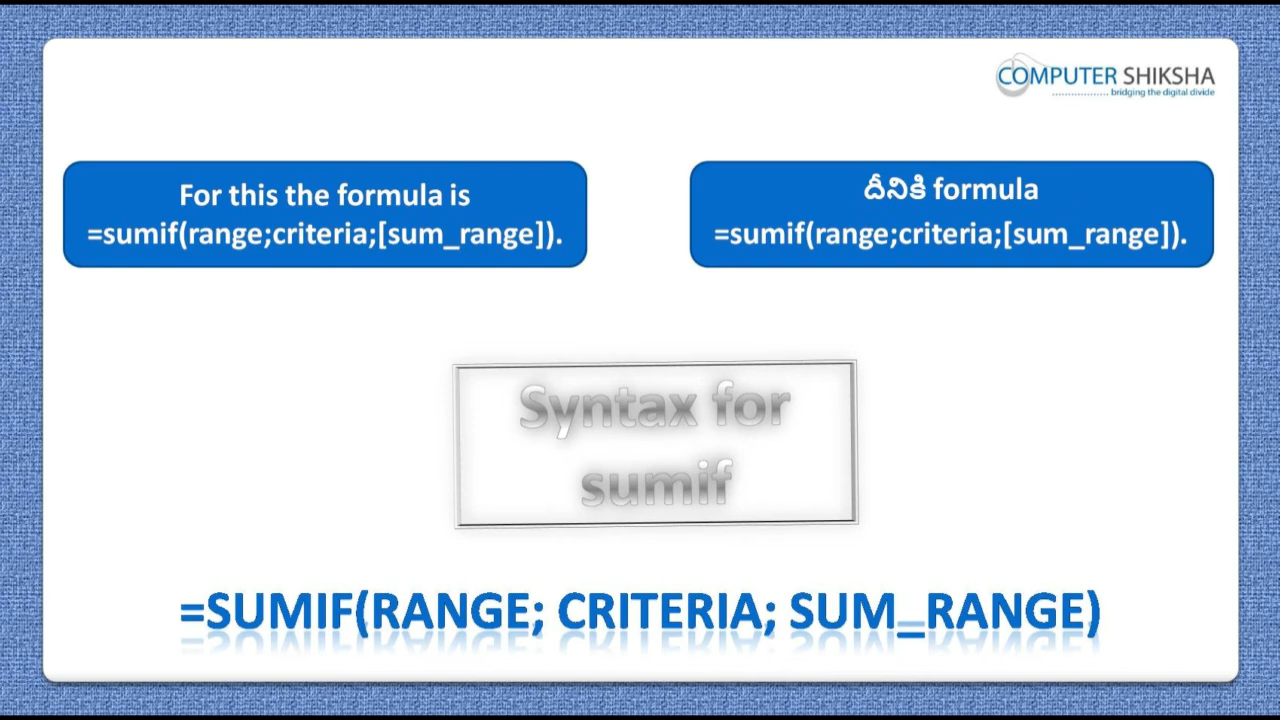 COMPUTER SHIKSHA
.................. bridging the digital divide
For this the formula is
=sumif(range;criteria;[sum_range]).
దీనికి formula
=sumif(range;criteria;[sum_range]).
Syntax for
sumif
=SUMIF(RANGE; CRITERIA; SUM_RANGE)